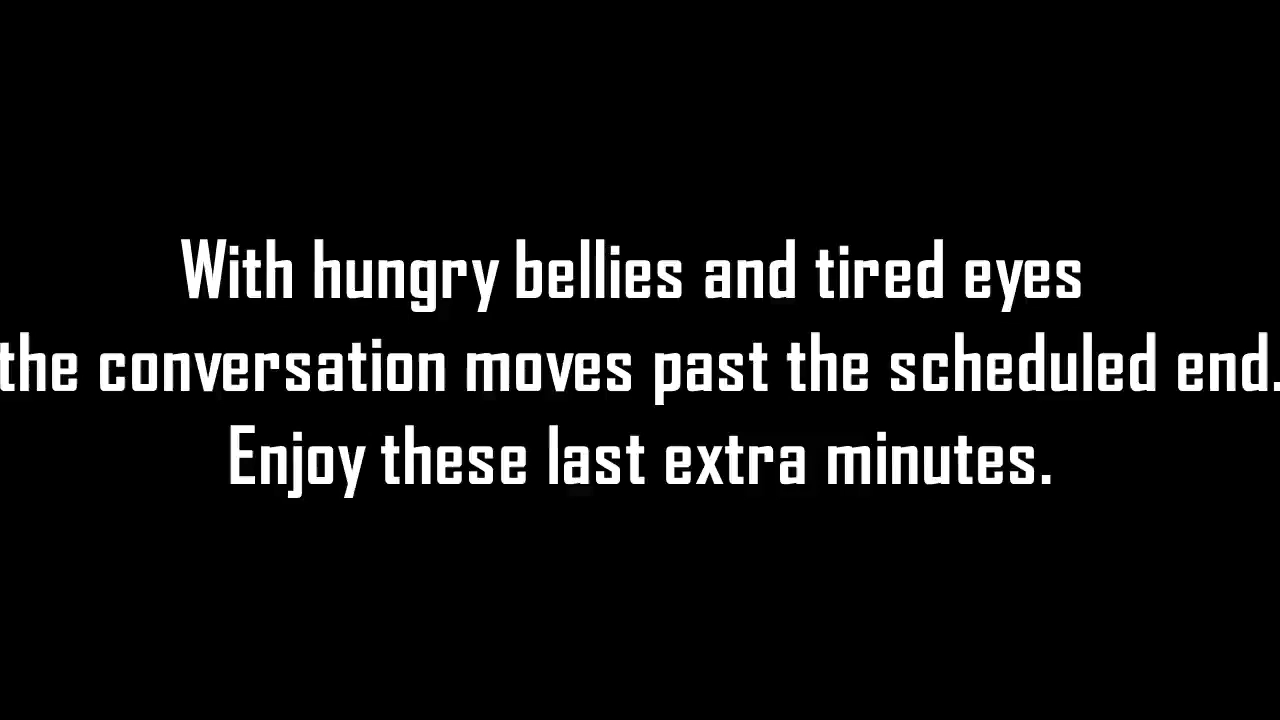 With hungry bellies and tired eyes
the conversation moves past the scheduled end.
Enjoy these last extra minutes.